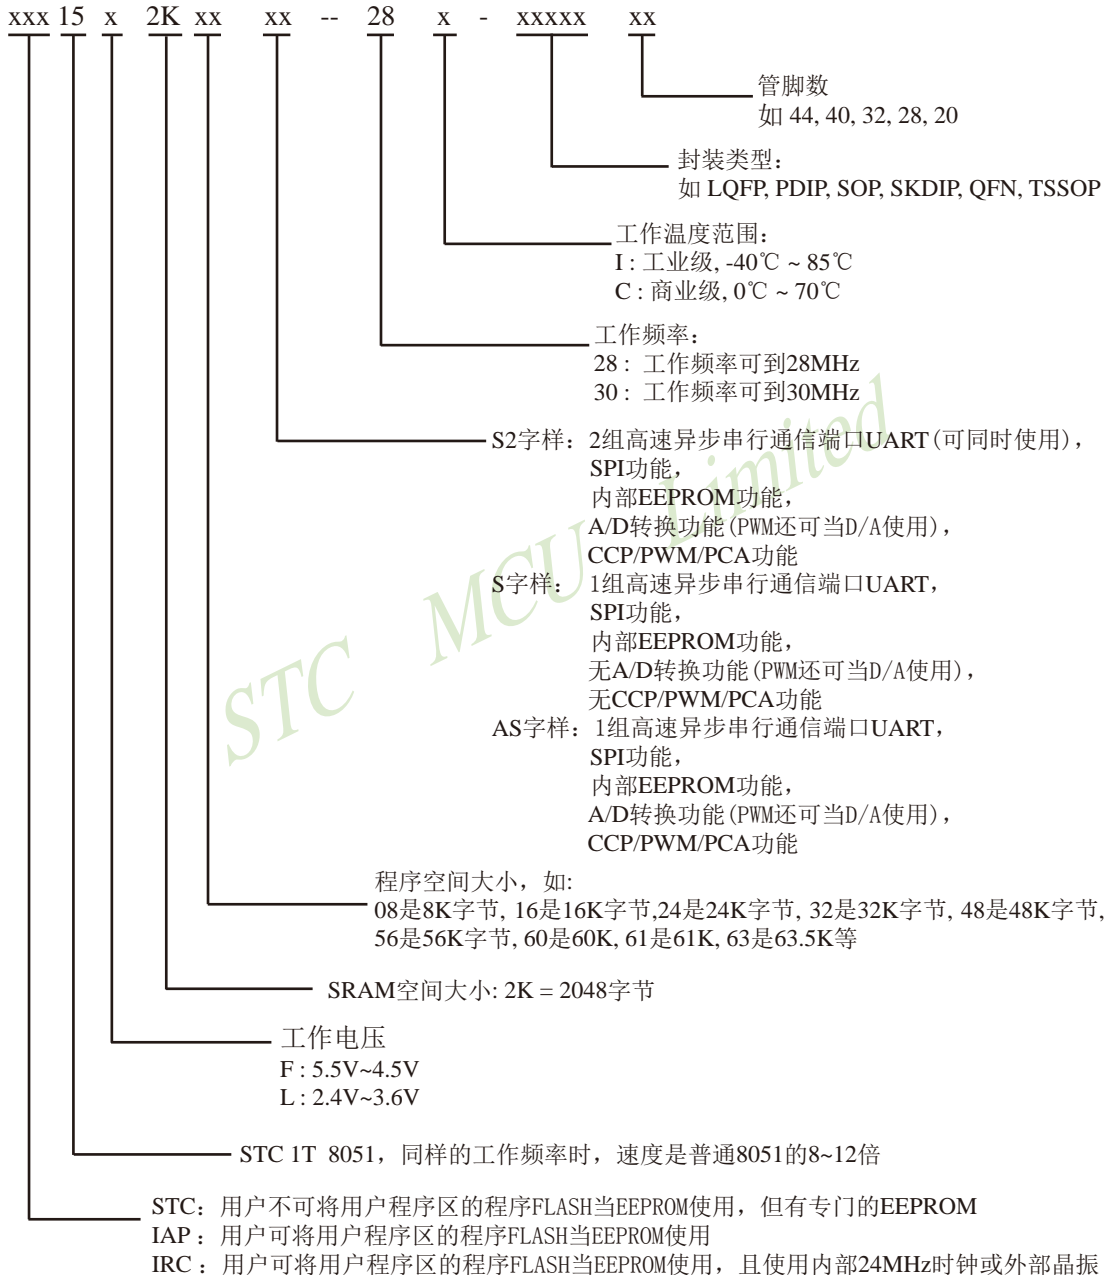 xxx 15 x 2K xx xx -- 28 x - xxxxx xx
管脚数
如 44, 40, 32, 28, 20
封装类型：
如 LQFP, PDIP, SOP, SKDIP, QFN, TSSOP
工作温度范围：
I : 工业级, -40℃ ~ 85℃
C : 商业级, 0℃ ~ 70℃
工作频率：
28 : 工作频率可到28MHz
30 : 工作频率可到30MHz
S2字样：2组高速异步串行通信端口UART(可同时使用)，
SPI功能，
内部EEPROM功能，
A/D转换功能(PWM还可当D/A使用)，
CCP/PWM/PCA功能
S字样： 1组高速异步串行通信端口UART，
SPI功能，
内部EEPROM功能，
无A/D转换功能(PWM还可当D/A使用)，
无CCP/PWM/PCA功能
AS字样：1组高速异步串行通信端口UART，
SPI功能，
内部EEPROM功能，
A/D转换功能(PWM还可当D/A使用)，
CCP/PWM/PCA功能
STC MCU Limited
程序空间大小，如:
08是8K字节, 16是16K字节,24是24K字节, 32是32K字节, 48是48K字节,
56是56K字节, 60是60K, 61是61K, 63是63.5K等
SRAM空间大小: 2K = 2048字节
工作电压
F : 5.5V~4.5V
L : 2.4V~3.6V
STC 1T 8051，同样的工作频率时，速度是普通8051的8~12倍
STC：用户不可将用户程序区的程序FLASH当EEPROM使用，但有专门的EEPROM
IAP：用户可将用户程序区的程序FLASH当EEPROM使用
IRC：用户可将用户程序区的程序FLASH当EEPROM使用，且使用内部24MHz时钟或外部晶振